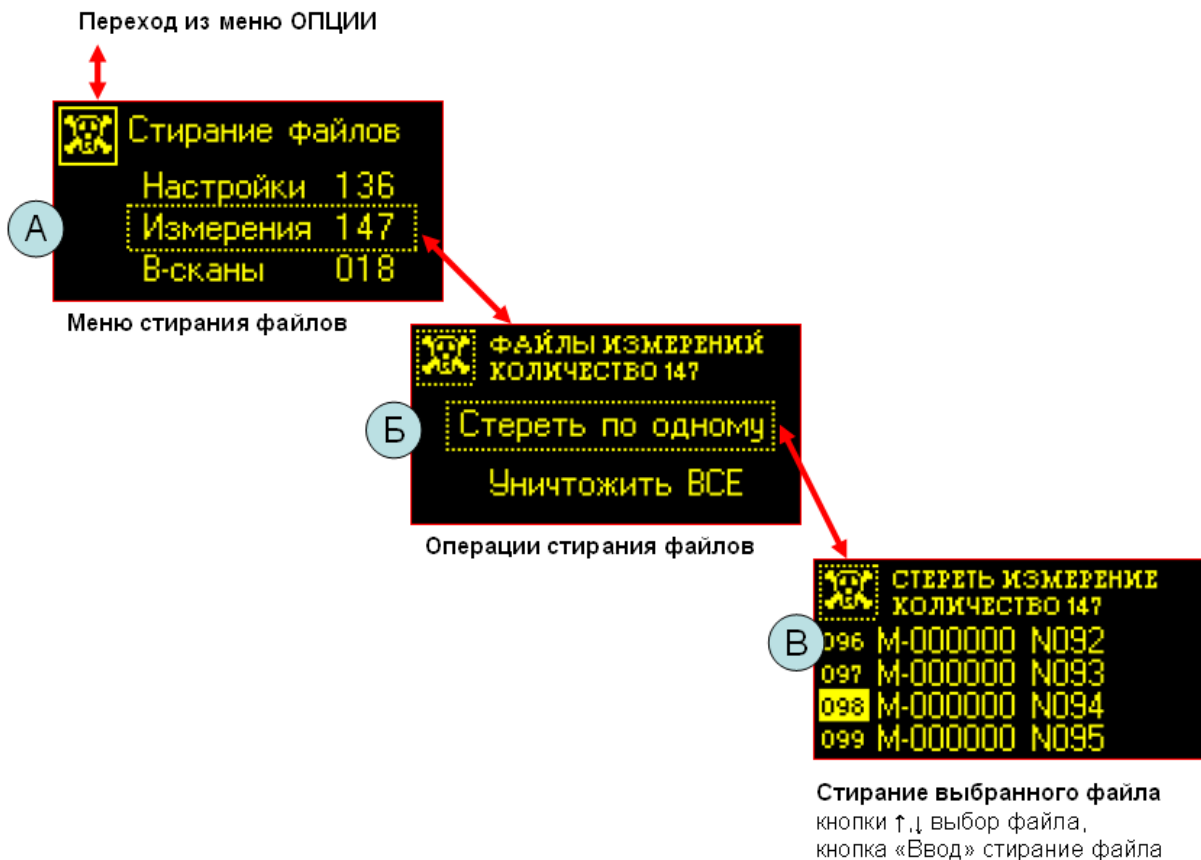 Переход из меню ОПЦИИ
Стирание файлов
Настройки 136
А
Измерения 147
В-сканы 018
Меню стирания файлов
ФАЙЛЫ ИЗМЕРЕНИЙ
КОЛИЧЕСТВО 147
Б
Стереть по одному
Уничтожить ВСЕ
Операции стирания файлов
СТЕРЕТЬ ИЗМЕРЕНИЕ
КОЛИЧЕСТВО 147
В
096 М-000000 N092
097 М-000000 N093
098 М-000000 N094
099 М-000000 N095
Стирание выбранного файла
кнопки ↑,↓ выбор файла,
кнопка «Ввод» стирание файла